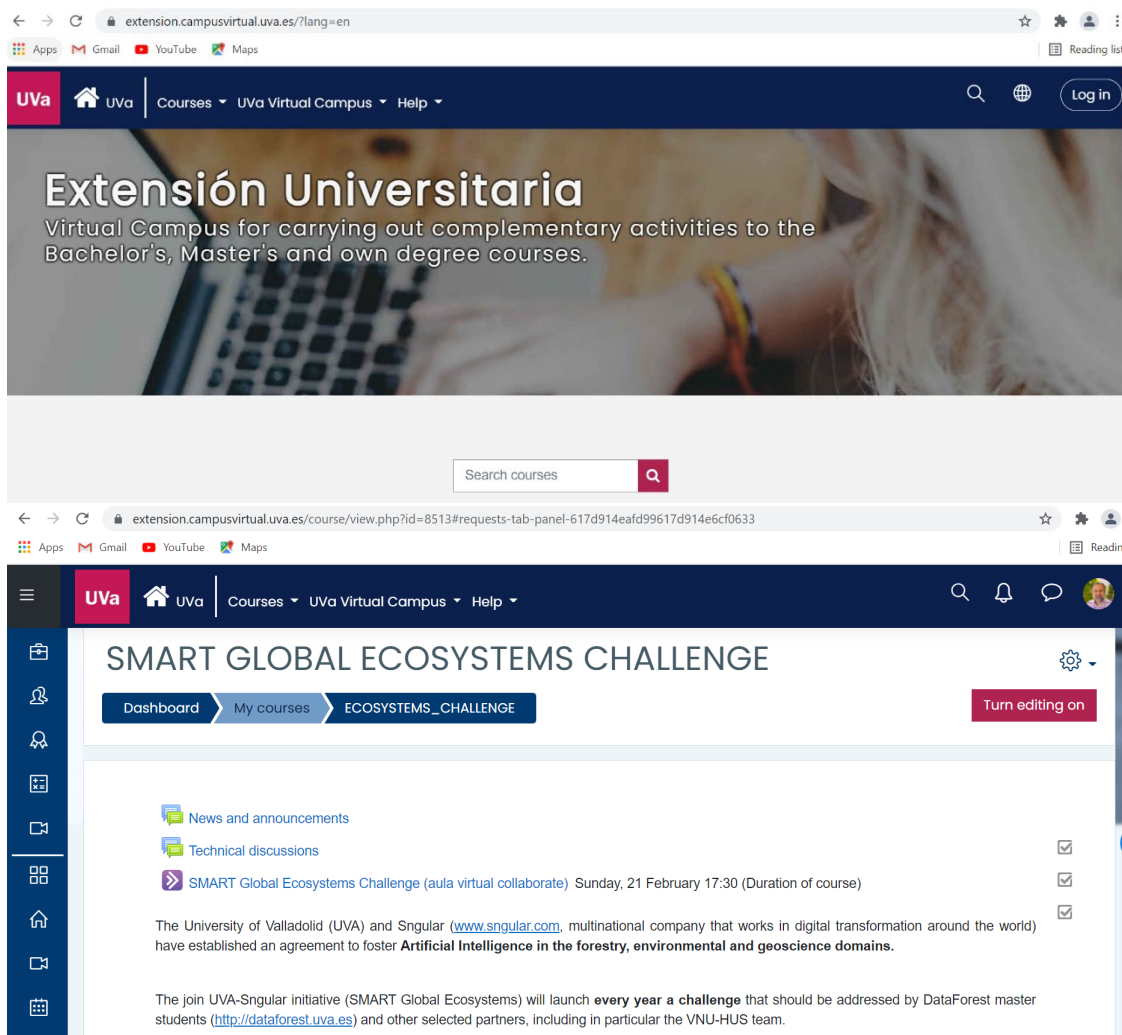 extension.campusvirtual.uva.es/?lang=en
Apps Gmail YouTube Maps Reading list
UVa UVa Courses UVa Virtual Campus Help Log in
Extensión Universitaria
Virtual Campus for carrying out complementary activities to the
Bachelor's, Master's and own degree courses.
Search courses
extension.campusvirtual.uva.es/course/view.php?id=8513#requests-tab-panel-617d914eafd99617d914e6cf0633
Apps Gmail YouTube Maps Readin
UVa UVa Courses UVa Virtual Campus Help
SMART GLOBAL ECOSYSTEMS CHALLENGE
Dashboard My courses ECOSYSTEMS_CHALLENGE Turn editing on
News and announcements
Technical discussions
SMART Global Ecosystems Challenge (aula virtual collaborate) Sunday, 21 February 17:30 (Duration of course)
The University of Valladolid (UVA) and Sngular (www.sngular.com, multinational company that works in digital transformation around the world)
have established an agreement to foster Artificial Intelligence in the forestry, environmental and geoscience domains.
The join UVA-Sngular initiative (SMART Global Ecosystems) will launch every year a challenge that should be addressed by DataForest master
students (http://dataforest.uva.es) and other selected partners, including in particular the VNU-HUS team.